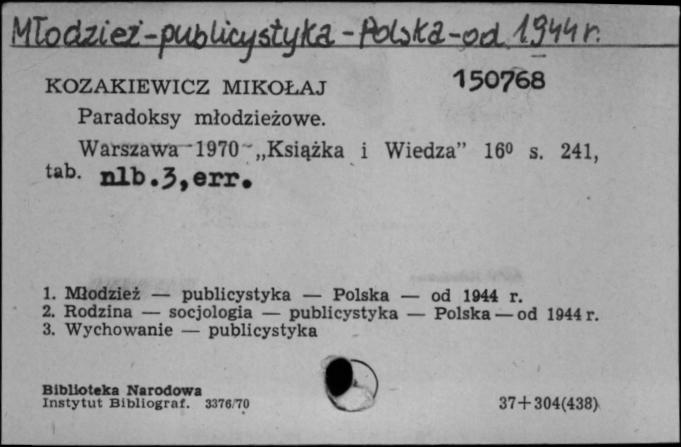 Młodzież-publicystyka-Polska-od 1944 r.
KOZAKIEWICZ MIKOŁAJ 150768
Paradoksy młodzieżowe.
Warszawa 1970 „Książka i Wiedza” 16⁰ s. 241,
tab. nlb.3,err.
1. Młodzież — publicystyka — Polska — od 1944 r.
2. Rodzina — socjologia — publicystyka — Polska — od 1944 r.
3. Wychowanie — publicystyka
Biblioteka Narodowa
Instytut Bibliograf. 3376/70 37+304(438)